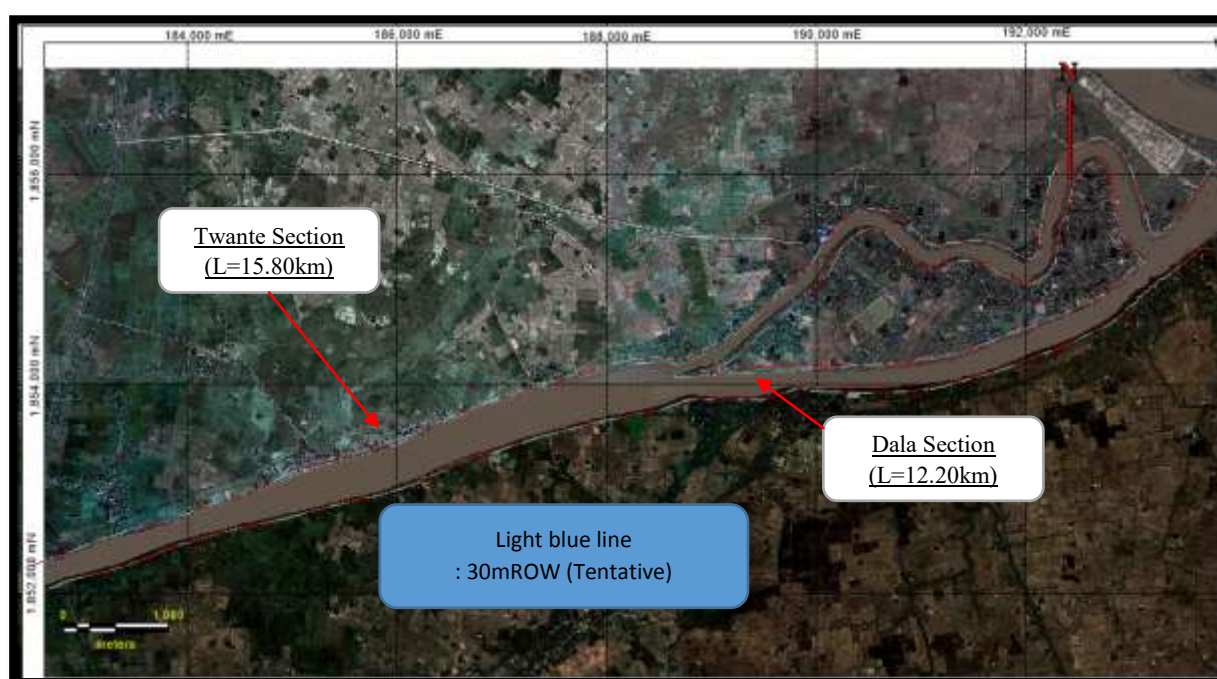 184,000 mE
186,000 mE
188,000 mE
190,000 mE
192,000 mE
N
1,856,000 mN
Twante Section
(L=15.80km)
1,854,000 mN
Dala Section
(L=12.20km)
Light blue line
: 30mROW (Tentative)
1,852,000 mN
0 1,000
meters